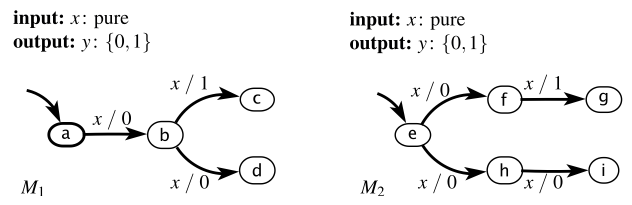 input: x: pure
output: y: {0,1}
x / 1
c
x / 0
a
b
x / 0
d
M1
input: x: pure
output: y: {0,1}
x / 0
f
x / 1
g
e
x / 0
h
x / 0
i
M2